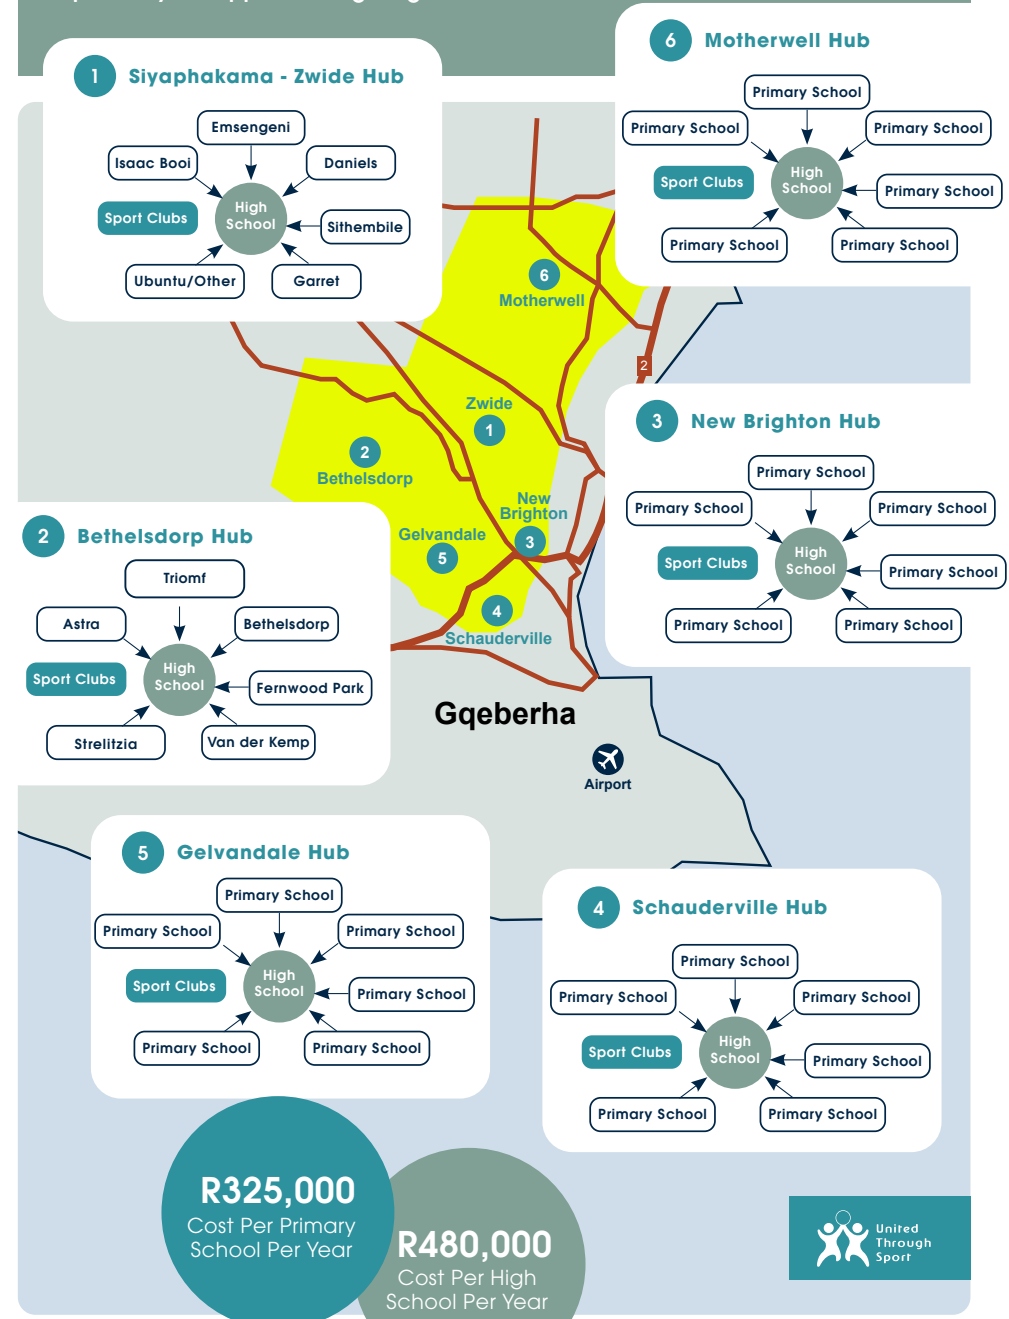 1
Siyaphakama - Zwide Hub
Emsengeni
Isaac Booi
Daniels
Sport Clubs
High
School
Sithembile
Ubuntu/Other
Garret
6
Motherwell Hub
Primary School
Primary School
Primary School
Sport Clubs
High
School
Primary School
Primary School
Primary School
6
Motherwell
2
Zwide
1
2
Bethelsdorp
New
Brighton
3
Gelvandale
5
4
Schauderville
3
New Brighton Hub
Primary School
Primary School
Primary School
Sport Clubs
High
School
Primary School
Primary School
Primary School
2
Bethelsdorp Hub
Triomf
Astra
Bethelsdorp
Sport Clubs
High
School
Fernwood Park
Strelitzia
Van der Kemp
Gqeberha
Airport
5
Gelvandale Hub
Primary School
Primary School
Primary School
Sport Clubs
High
School
Primary School
Primary School
Primary School
4
Schauderville Hub
Primary School
Primary School
Primary School
Sport Clubs
High
School
Primary School
Primary School
Primary School
R325,000
Cost Per Primary
School Per Year
R480,000
Cost Per High
School Per Year
United
Through
Sport